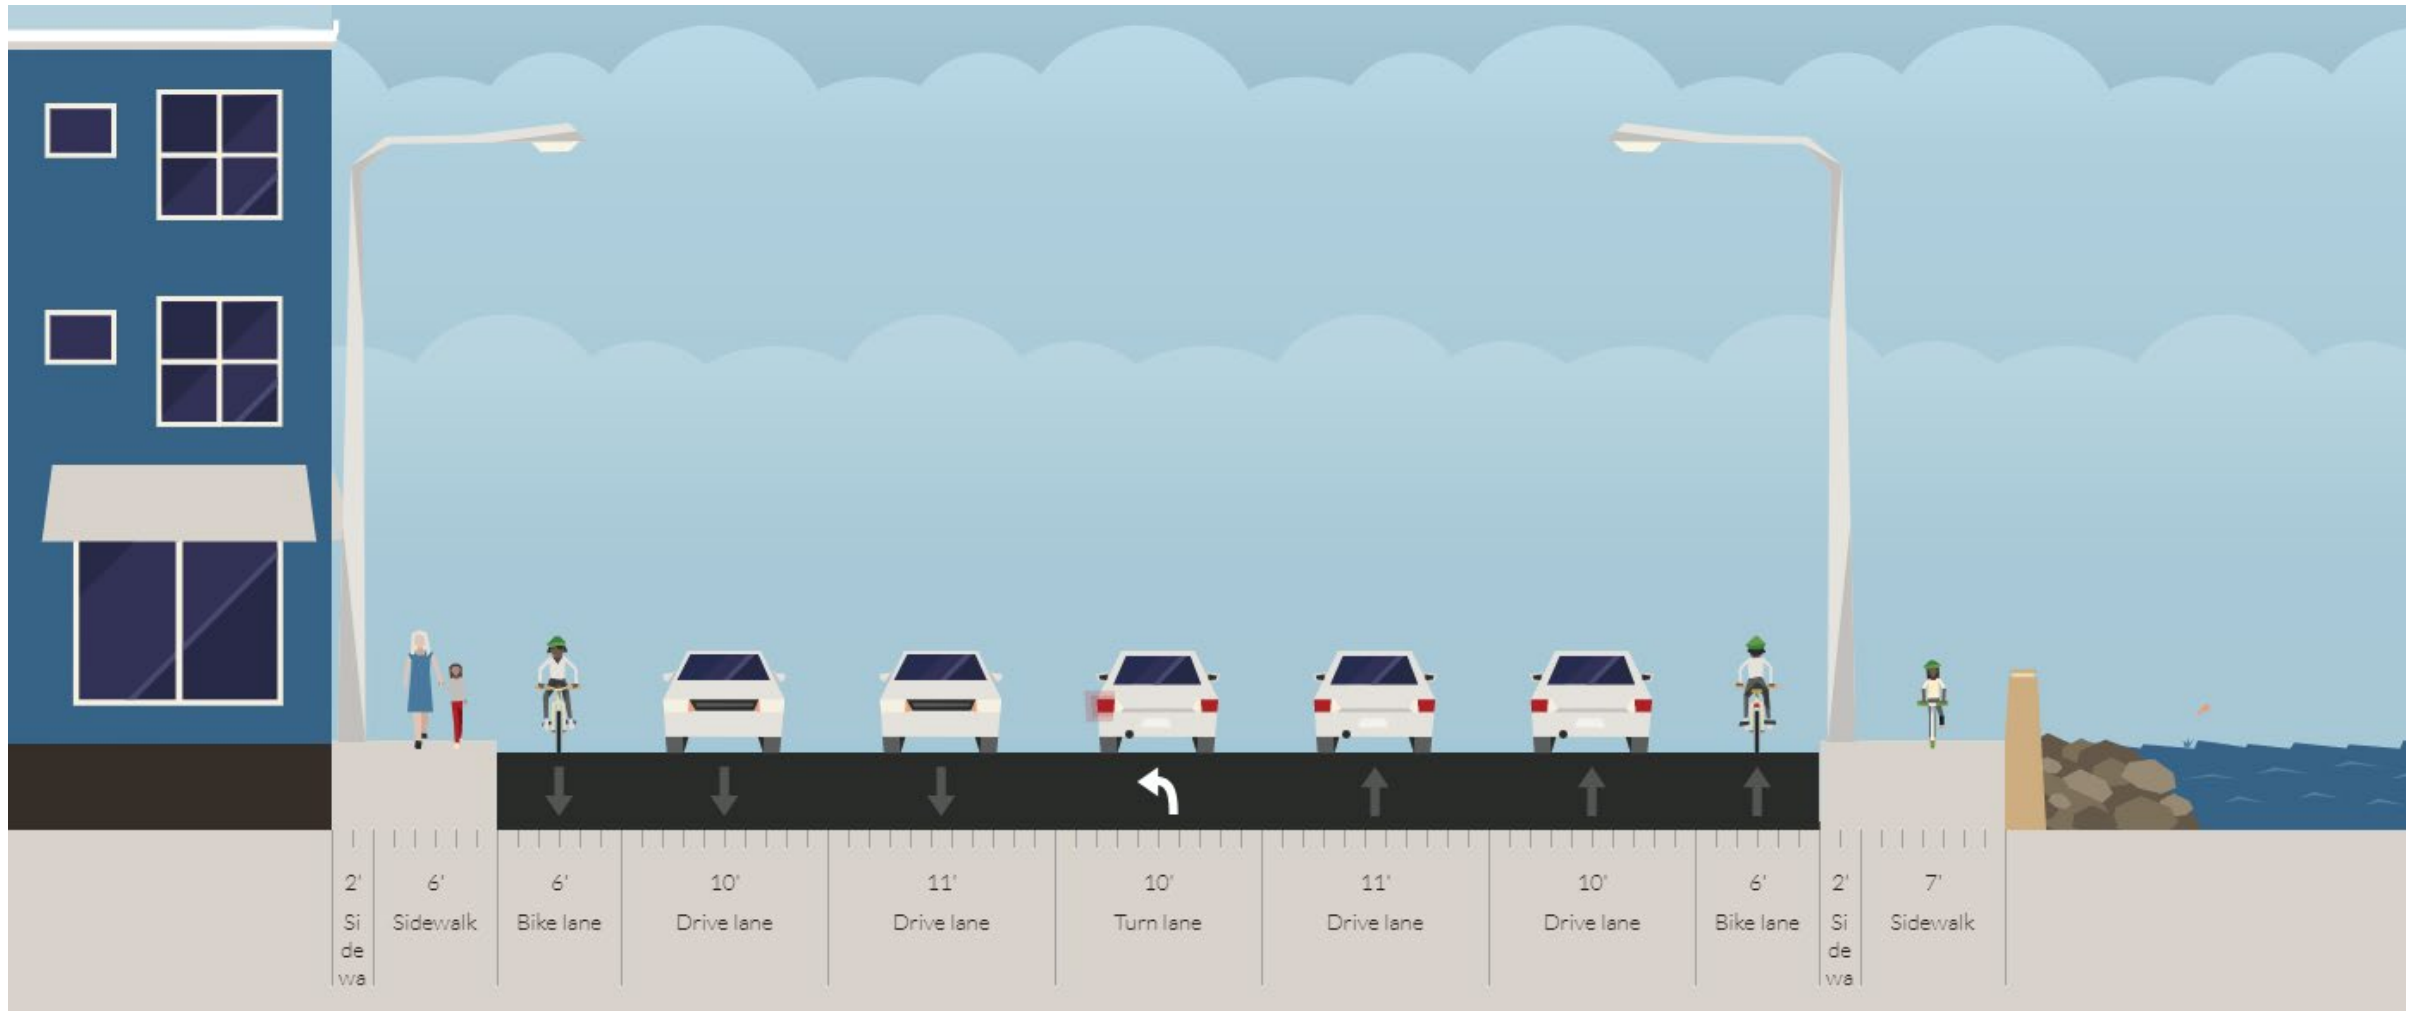 2' 6' 6' 10' 11' 10' 11' 10' 6' 2' 7'
Si Sidewalk Bike lane Drive lane Drive lane Turn lane Drive lane Drive lane Bike lane Si Sidewalk
de de
wa wa